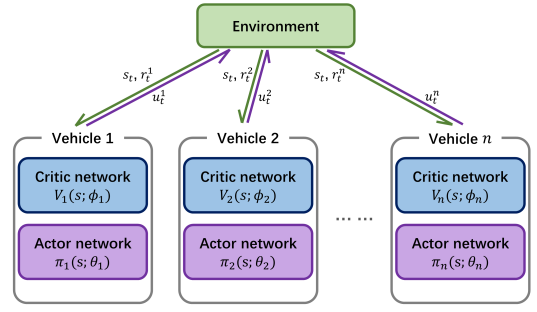 Environment
s_t, r_t^1
u_t^1
s_t, r_t^2
u_t^2
s_t, r_t^n
u_t^n
Vehicle 1
Critic network
V_1(s; ϕ_1)
Actor network
π_1(s; θ_1)
Vehicle 2
Critic network
V_2(s; ϕ_2)
Actor network
π_2(s; θ_2)
... ...
Vehicle n
Critic network
V_n(s; ϕ_n)
Actor network
π_n(s; θ_n)